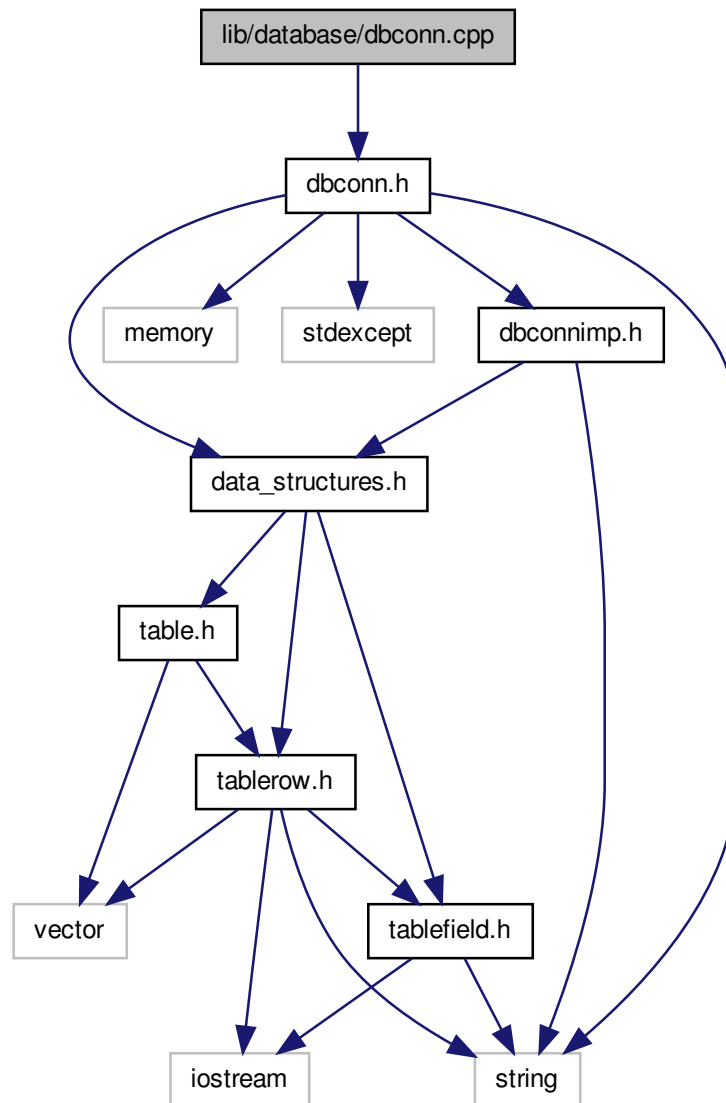 lib/database/dbconn.cpp
dbconn.h
memory
stdexcept
dbconnimp.h
data_structures.h
table.h
tablerow.h
vector
tablefield.h
iostream
string